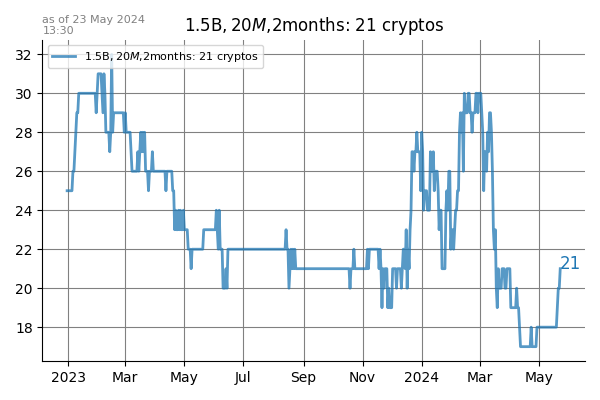 as of 23 May 2024
13:30
1.5B, 20M, 2months: 21 cryptos
1.5B, 20M, 2months: 21 cryptos
32
30
28
26
24
22
20
18
21
2023
Mar
May
Jul
Sep
Nov
2024
Mar
May